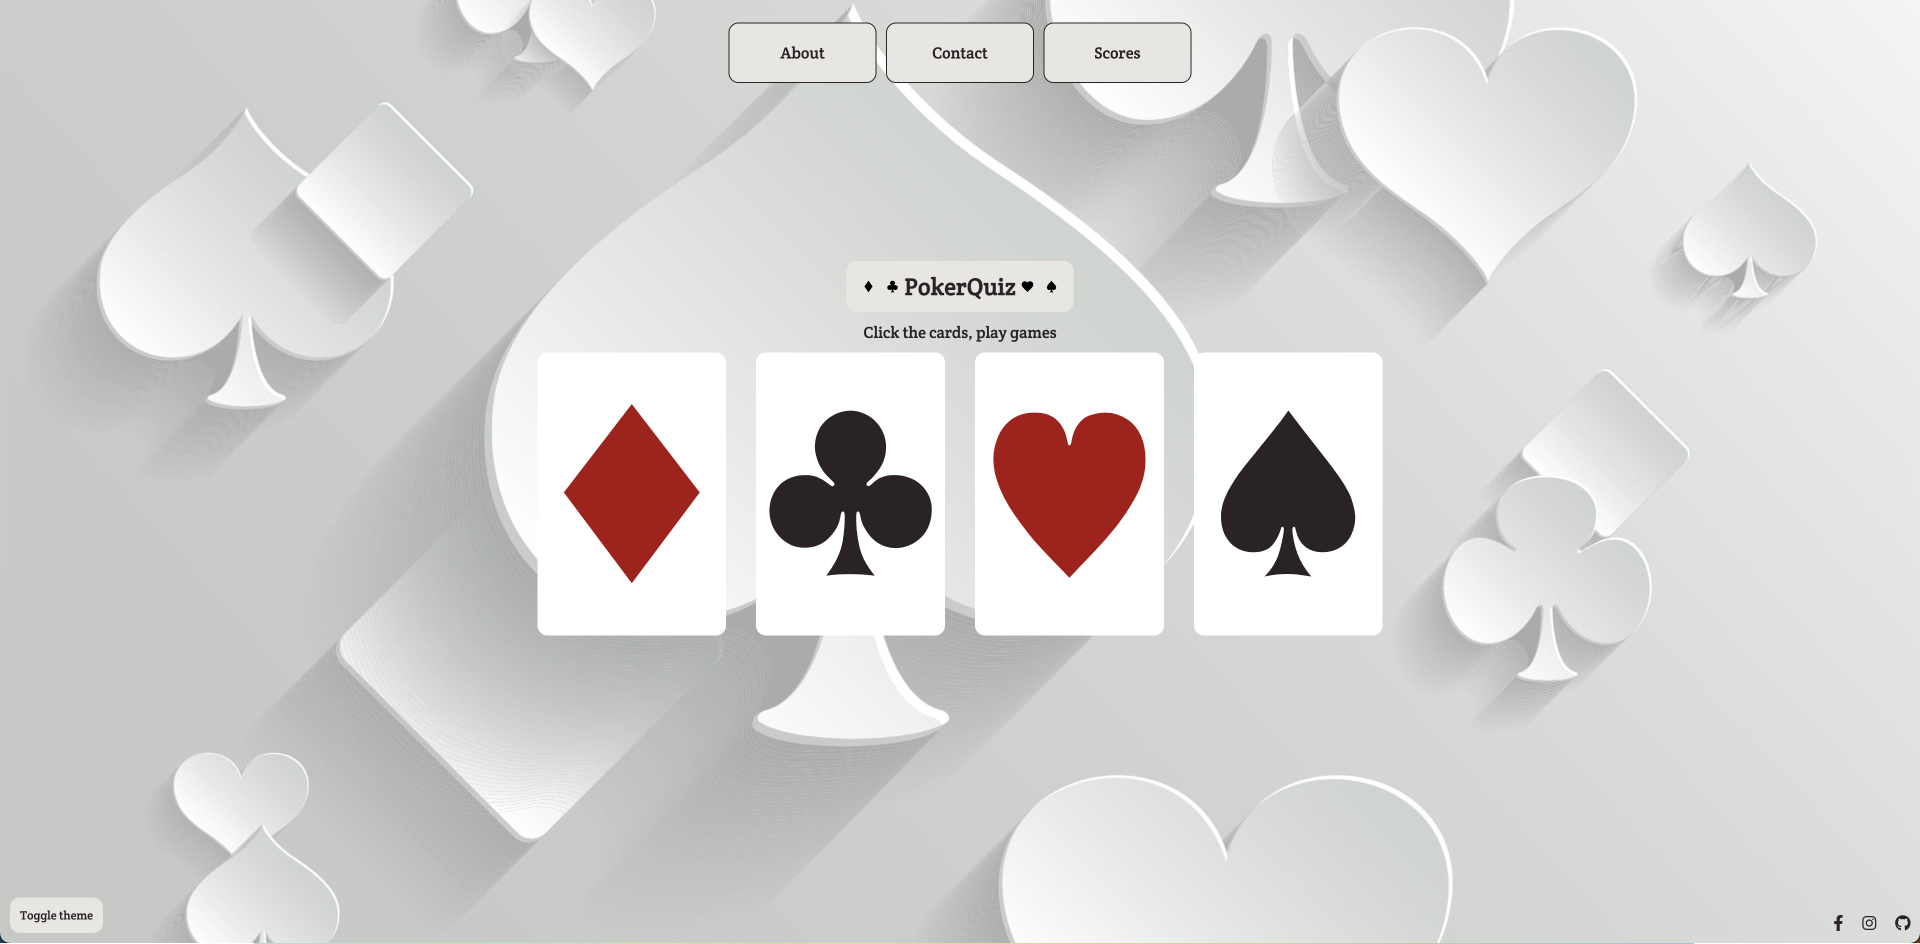 About
Contact
Scores
PokerQuiz
Click the cards, play games
Toggle theme